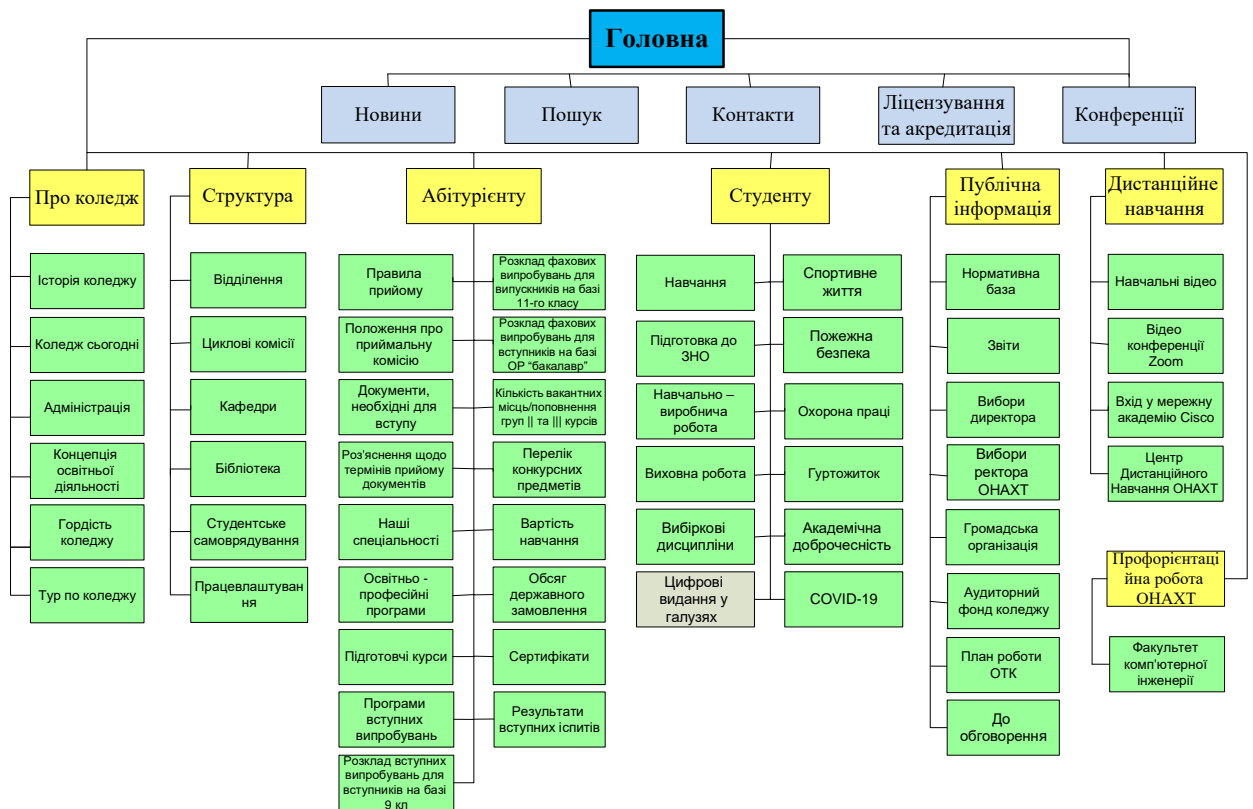 Головна
Новини
Пошук
Контакти
Ліцензування
та акредитація
Конференції
Про коледж
Історія коледжу
Коледж сьогодні
Адміністрація
Концепція
освітньої
діяльності
Гордість
коледжу
Тур по коледжу
Структура
Відділення
Циклові комісії
Кафедри
Бібліотека
Студентське
самоврядування
Працевлаштуван
ня
Абітурієнту
Правила
прийому
Положення про
приймальну
комісію
Документи,
необхідні для
вступу
Роз'яснення щодо
термінів прийому
документів
Наші
спеціальності
Освітньо -
професійні
програми
Підготовчі курси
Програми
вступних
випробувань
Розклад вступних
випробувань для
вступників на базі
9 кл
Розклад фахових
випробувань для
випускників на базі
11-го класу
Розклад фахових
випробувань для
вступників на базі
ОР “бакалавр”
Кількість вакантних
місць/поповнення
груп || та ||| курсів
Перелік
конкурсних
предметів
Вартість
навчання
Обсяг
державного
замовлення
Сертифікати
Результати
вступних іспитів
Студенту
Навчання
Підготовка до
ЗНО
Навчально –
виробнича
робота
Виховна робота
Вибіркові
дисципліни
Цифрові
видання у
галузях
Спортивне
життя
Пожежна
безпека
Охорона праці
Гуртожиток
Академічна
доброчесність
COVID-19
Публічна
інформація
Нормативна
база
Звіти
Вибори
директора
Вибори
ректора
ОНАХТ
Громадська
організація
Аудиторний
фонд коледжу
План роботи
ОТК
До
обговорення
Дистанційне
навчання
Навчальні відео
Відео
конференції
Zoom
Вхід у мережну
академію Cisco
Центр
Дистанційного
Навчання ОНАХТ
Профорієнтаці
йна робота
ОНАХТ
Факультет
комп'ютерної
інженерії